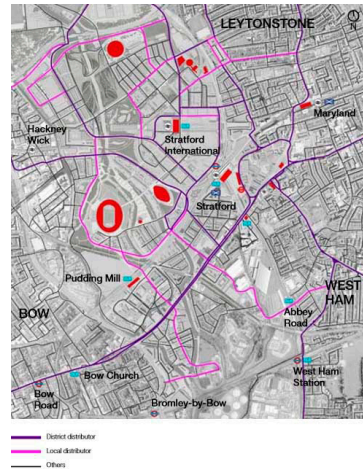 LEYTONSTONE
N
Maryland
Hackney
Wick
Stratford
International
Stratford
Pudding Mill
WEST
HAM
BOW
Abbey
Road
Bow Church
West Ham
Station
Bow
Road
Bromley-by-Bow
District distributor
Local distributor
Others